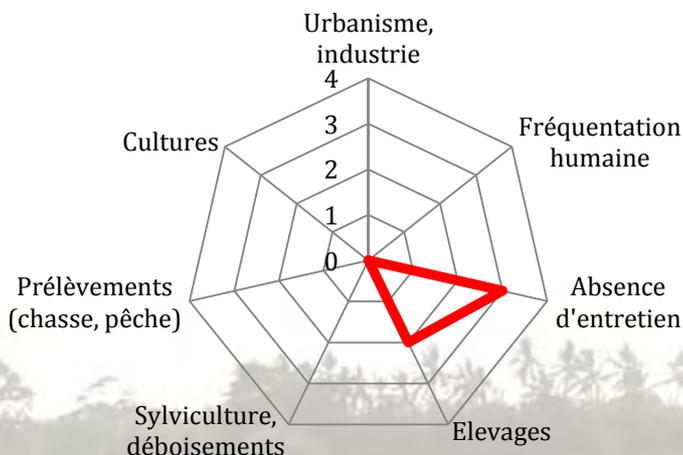 Urbanisme,
industrie
4
3
2
1
0
Fréquentation
humaine
Absence
d'entretien
Elevages
Sylviculture,
déboisements
Prélèvements
(chasse, pêche)
Cultures